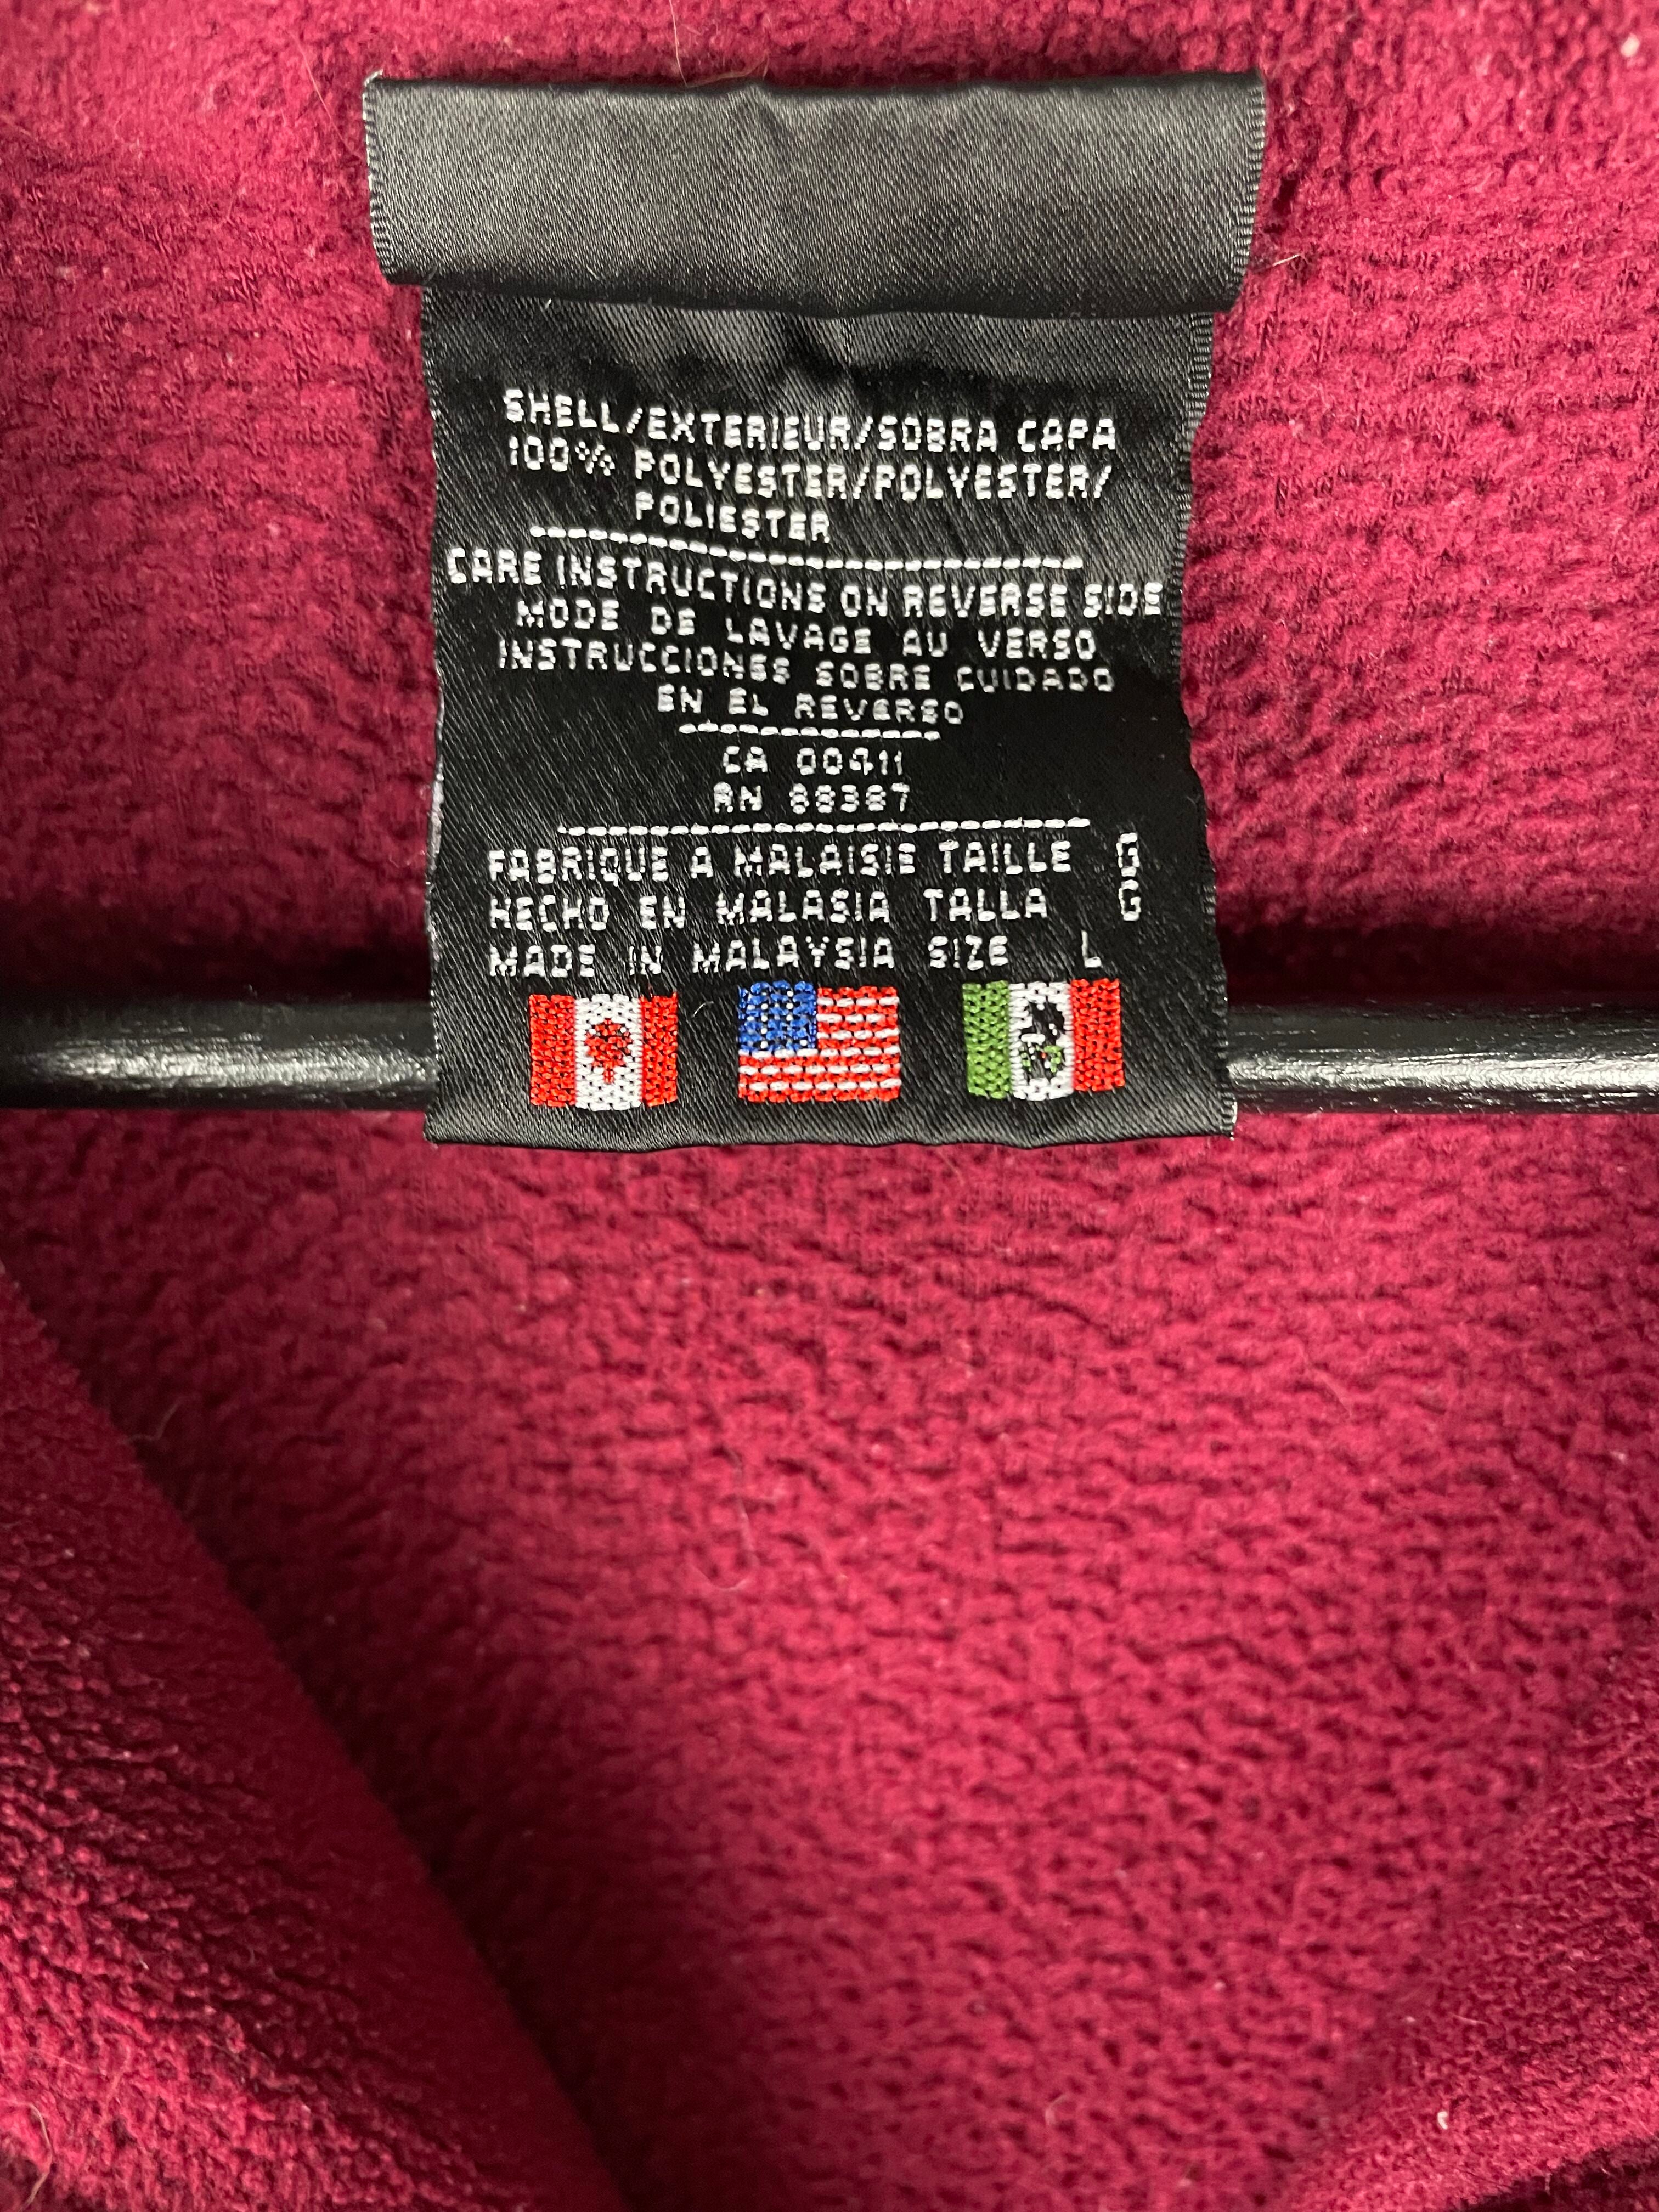 SHELL/EXTERIEUR/SOBRA CAPA
100% POLYESTER/POLYESTER/
POLIESTER
CARE INSTRUCTIONS ON REVERSE SIDE
MODE DE LAVAGE AU VERSO
INSTRUCCIONES SOBRE CUIDADO
EN EL REVERSO
CA 00411
RN 88387
FABRIQUE A MALAISIE TAILLE G
HECHO EN MALASIA TALLA G
MADE IN MALAYSIA SIZE L